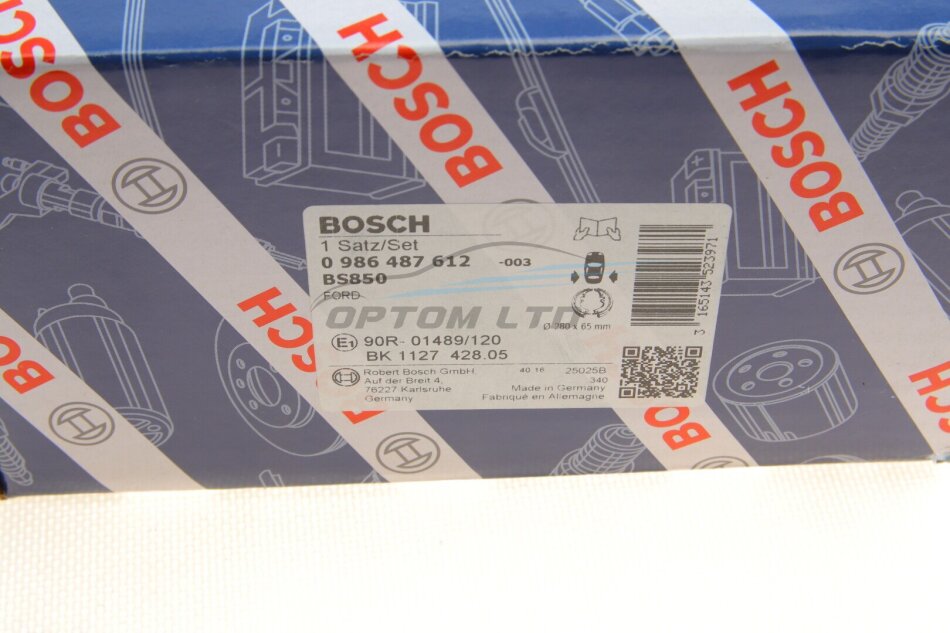 BOSCH
BOSCH
BOSCH
BOSCH
1 Satz/Set
0 986 487 612 -003
BS850
FORD
OPTOM LTD
Ø 280 x 65 mm
E1 90R- 01489/120
BK 1127 428.05
Robert Bosch GmbH,
Auf der Breit 4,
76227 Karlsruhe
Germany
40 16 25025B
340
Made in Germany
Fabriqué en Allemagne
3 165143 523971
BOSCH
BOSCH